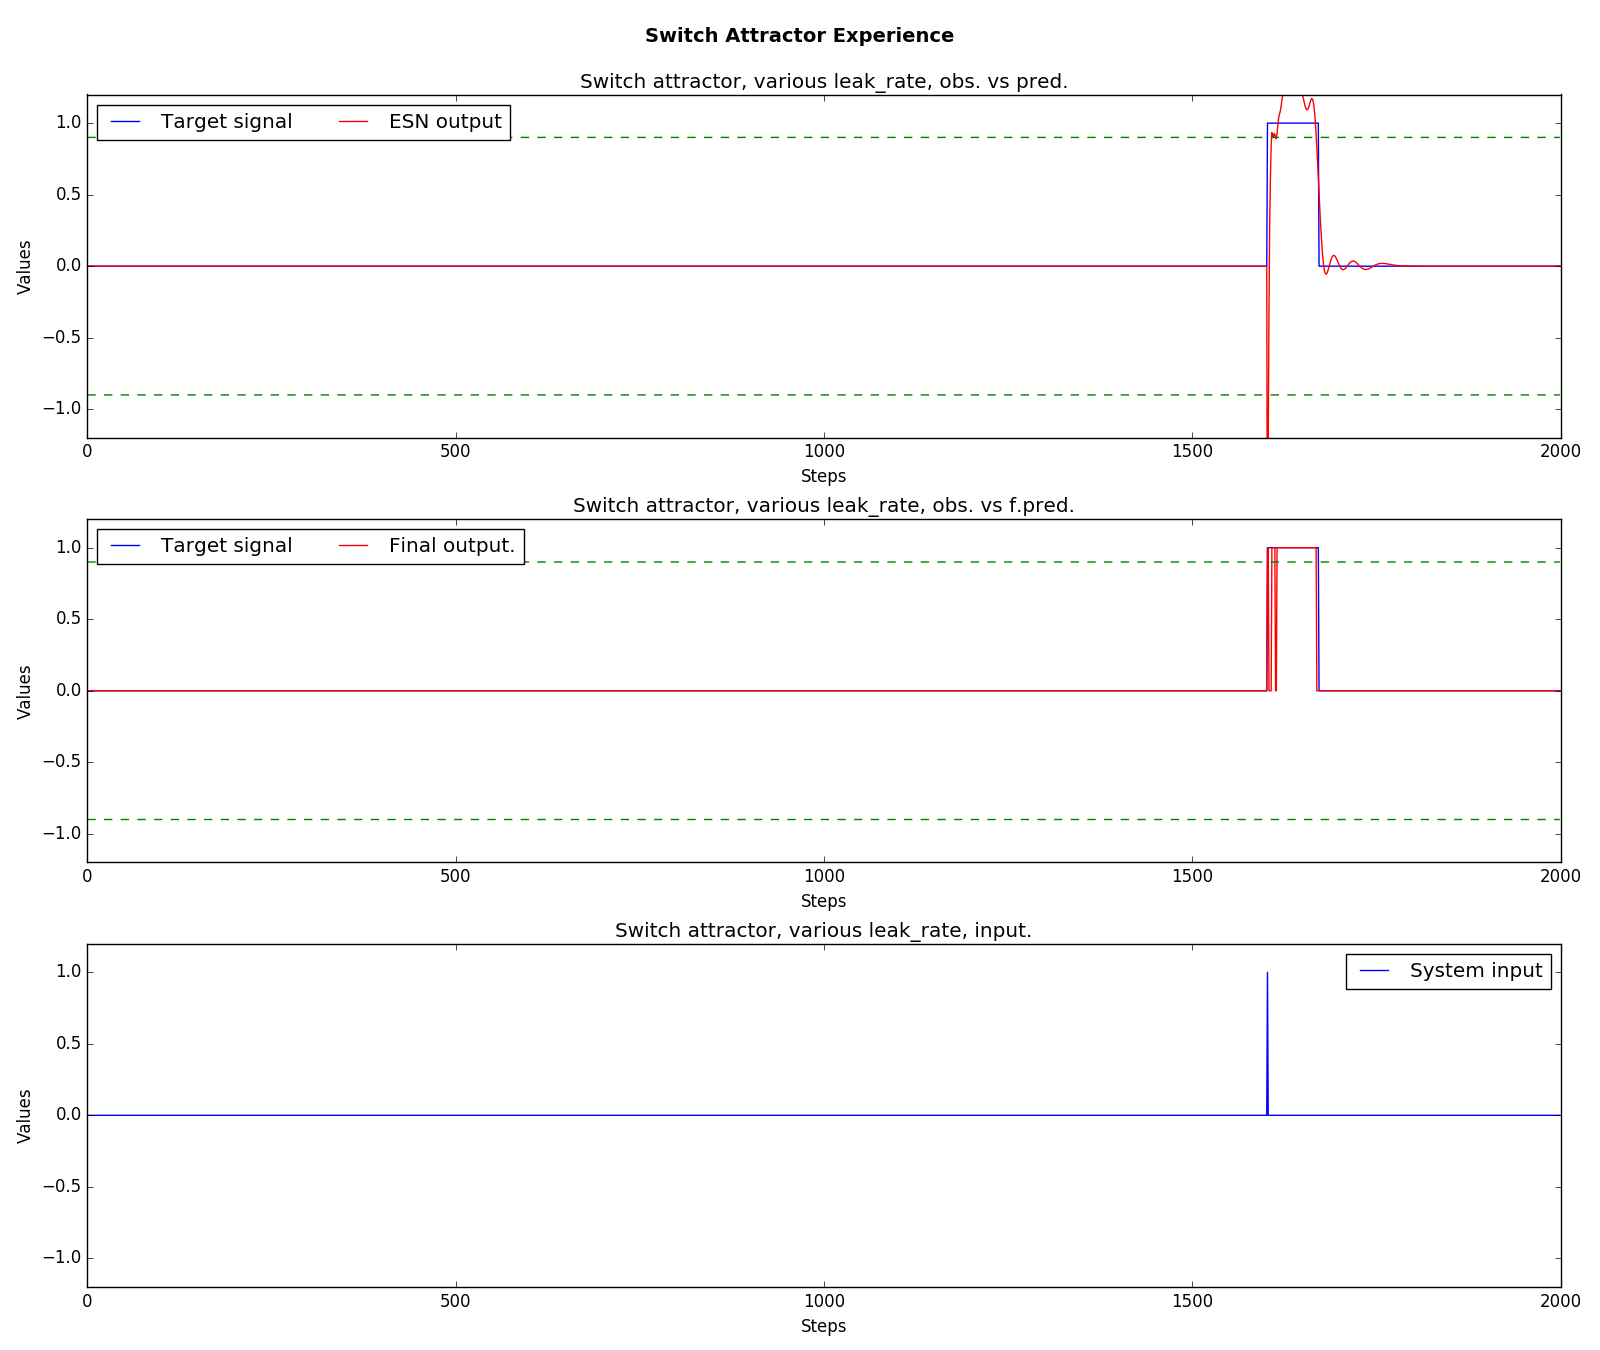 Switch Attractor Experience
Switch attractor, various leak_rate, obs. vs pred.
Target signal ESN output
1.0
0.5
0.0
−0.5
−1.0
Values
0 500 1000 1500 2000
Steps
Switch attractor, various leak_rate, obs. vs f.pred.
Target signal Final output.
1.0
0.5
0.0
−0.5
−1.0
Values
0 500 1000 1500 2000
Steps
Switch attractor, various leak_rate, input.
System input
1.0
0.5
0.0
−0.5
−1.0
Values
0 500 1000 1500 2000
Steps